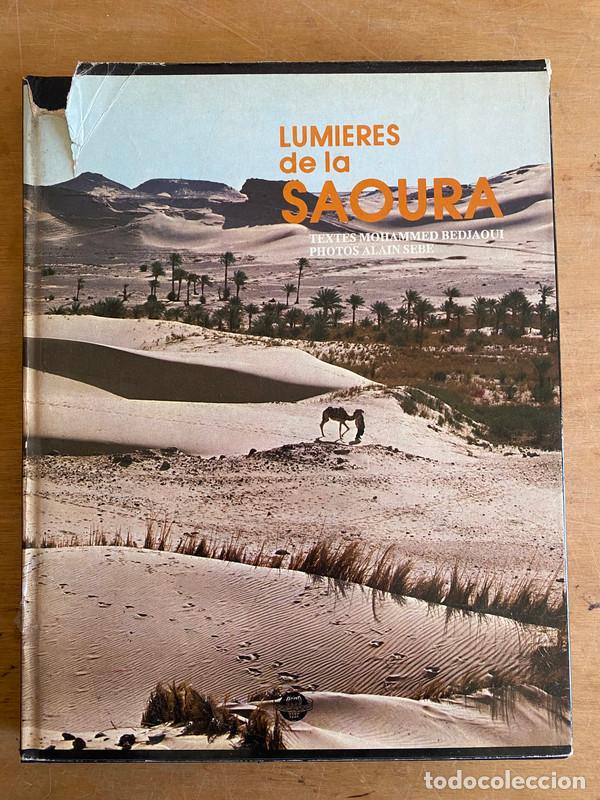 LUMIERES
de la
SAOURA
TEXTES MOHAMMED BEDJAOUI
PHOTOS ALAIN SEBE
todocoleccion